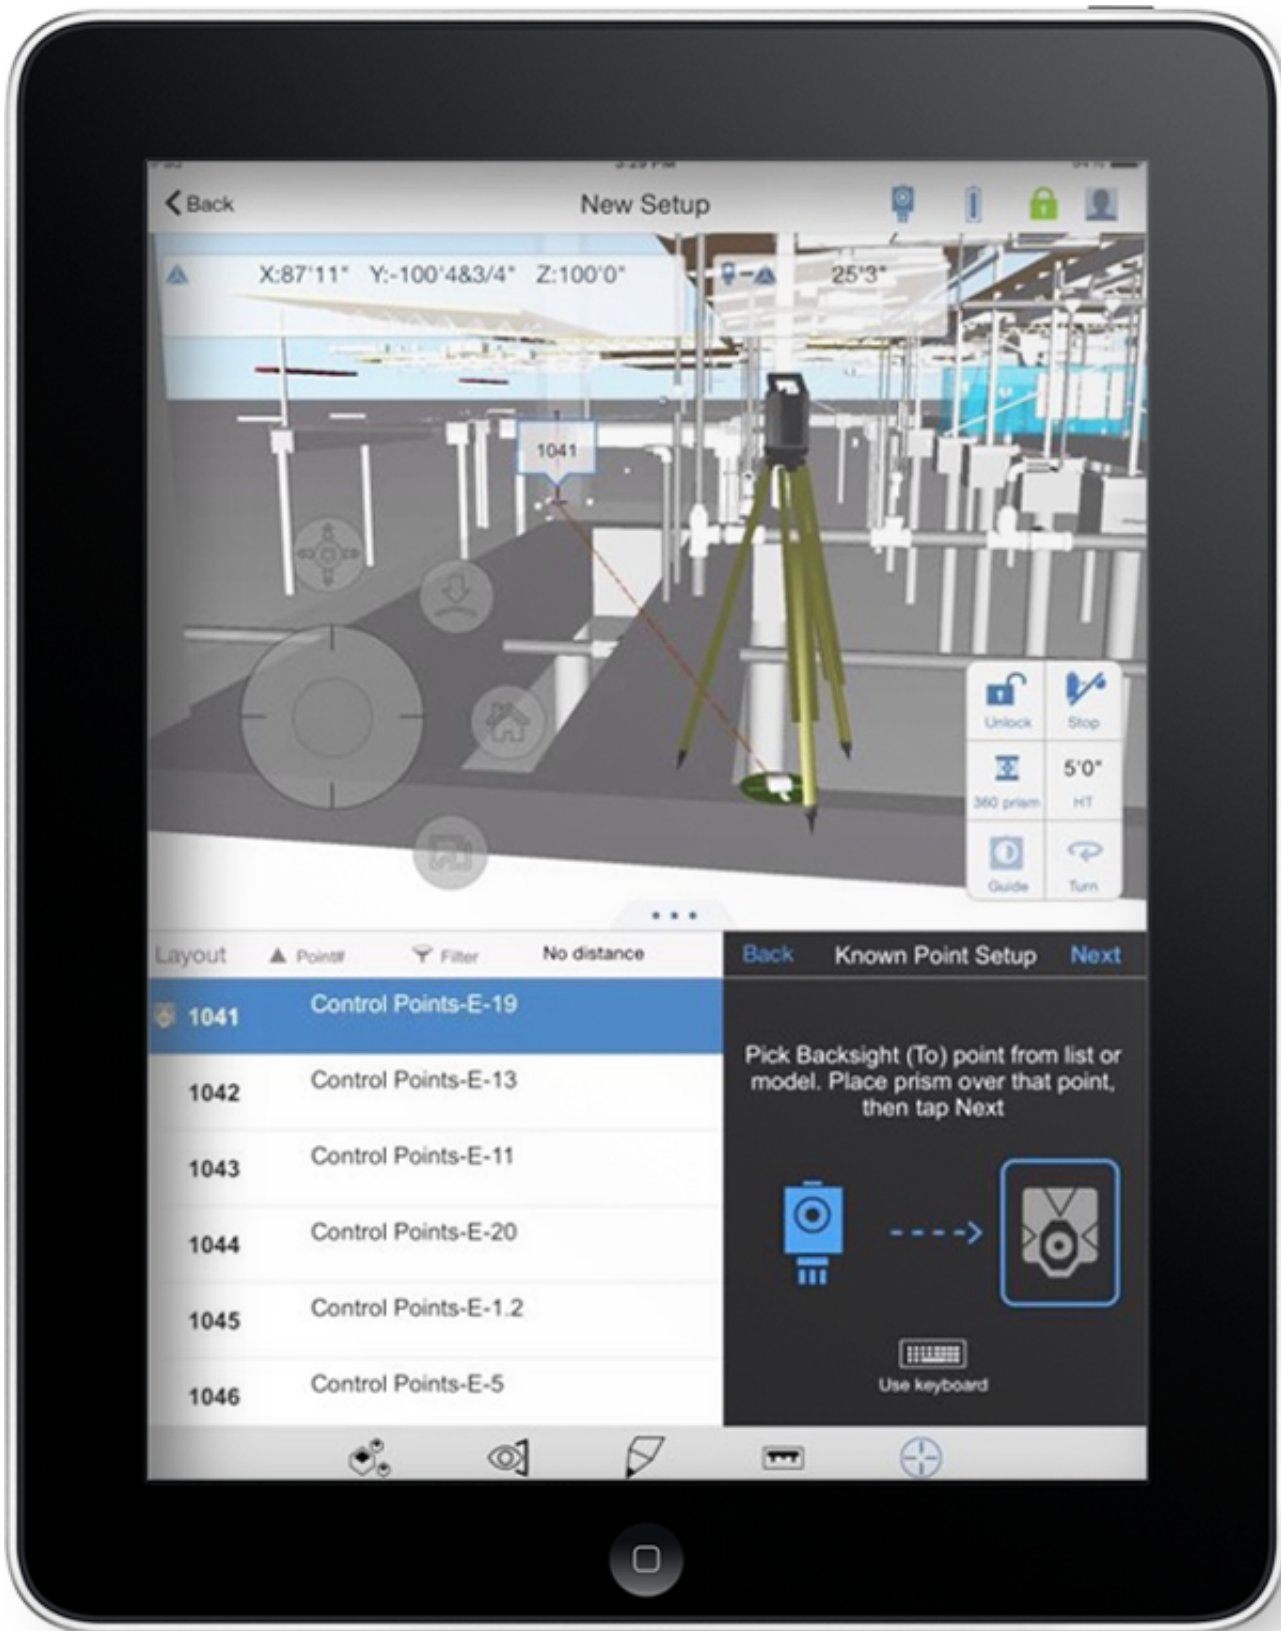 Back
New Setup
X:87'11" Y:-100'4&3/4" Z:100'0"
25'3"
1041
Unlock
Stop
360 prism
5'0"
HT
Guide
Turn
Layout
Point#
Filter
No distance
1041 Control Points-E-19
1042 Control Points-E-13
1043 Control Points-E-11
1044 Control Points-E-20
1045 Control Points-E-1.2
1046 Control Points-E-5
Back Known Point Setup Next
Pick Backsight (To) point from list or
model. Place prism over that point,
then tap Next
Use keyboard